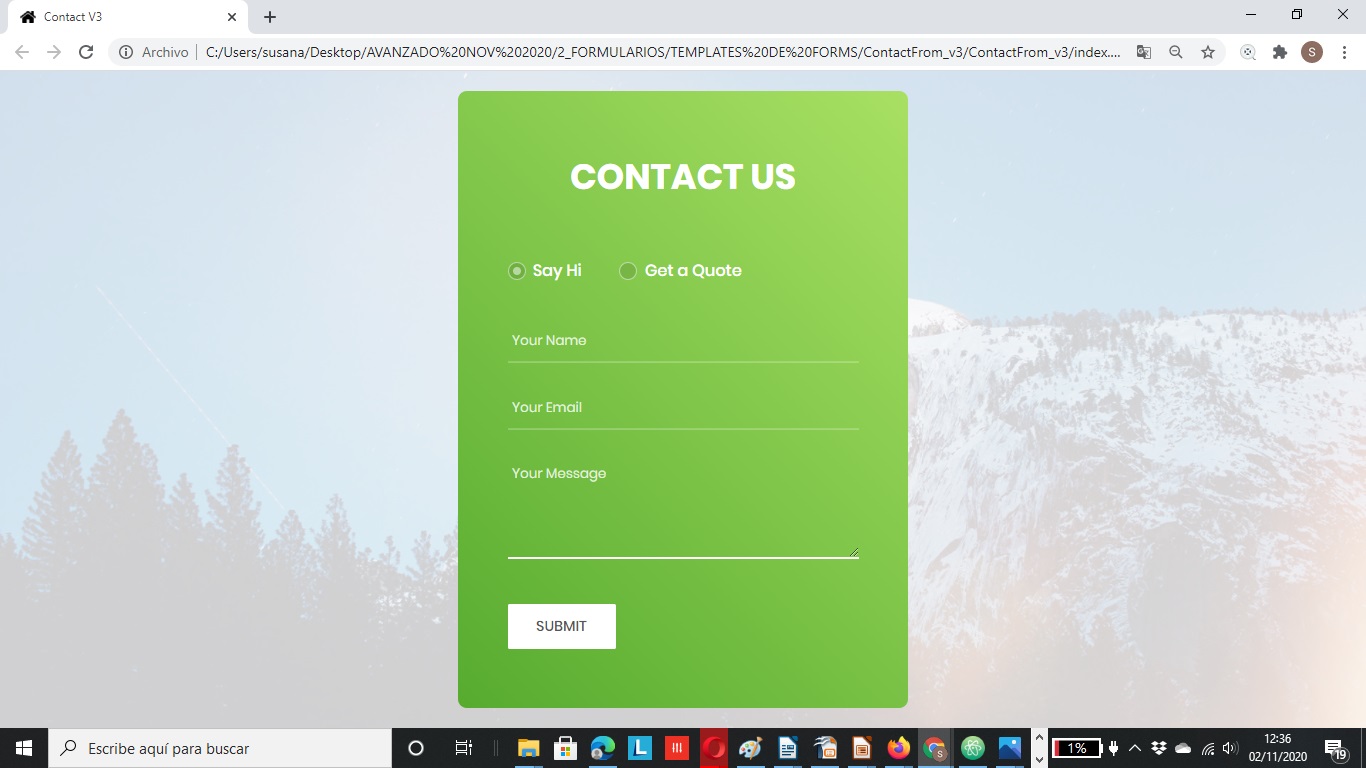 Contact V3
Archivo
C:/Users/susana/Desktop/AVANZADO%20NOV%202020/2_FORMULARIOS/TEMPLATES%20DE%20FORMS/ContactFrom_v3/ContactFrom_v3/index....
S
CONTACT US
Say Hi
Get a Quote
Your Name
Your Email
Your Message
SUBMIT
Escribe aquí para buscar
L
S
1%
12:36
02/11/2020
19